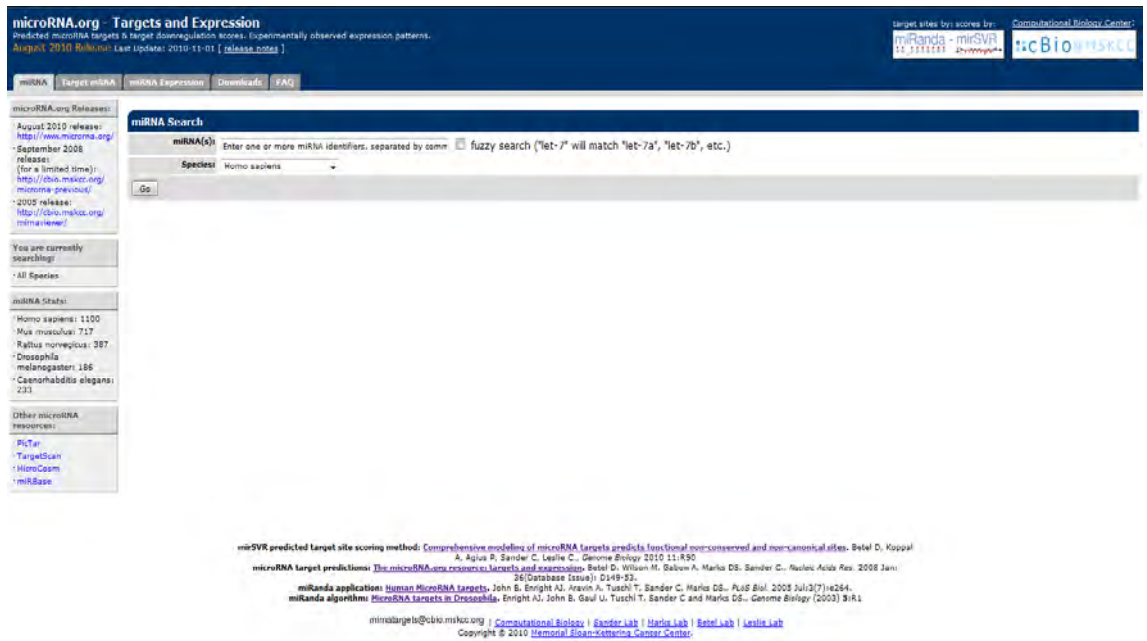 microRNA.org - Targets and Expression
Predicted microRNA targets & target downregulation scores. Experimentally observed expression patterns.
August 2010 Release Last Update: 2010-11-01 [ release notes ]
target sites by: scores by:
miRanda - mirSVR
Computational Biology Center:
cBio@MSKCC
miRNA
Target mRNA
miRNA Expression
Downloads
FAQ
microRNA.org Releases:
· August 2010 release:
http://www.microrna.org/
· September 2008
release:
(for a limited time):
http://cbio.mskcc.org/
microrna-previous/
· 2005 release:
http://cbio.mskcc.org/
mirnaviewer/
You are currently
searching:
· All Species
miRNA Stats:
· Homo sapiens: 1100
· Mus musculus: 717
· Rattus norvegicus: 387
· Drosophila
melanogaster: 186
· Caenorhabditis elegans:
233
Other microRNA
resources:
· PicTar
· TargetScan
· MicroCosm
· miRBase
miRNA Search
miRNA(s): Enter one or more miRNA identifiers, separated by comm fuzzy search ("let-7" will match "let-7a", "let-7b", etc.)
Species: Homo sapiens
Go
mirSVR predicted target site scoring method: Comprehensive modeling of microRNA targets predicts functional non-conserved and non-canonical sites. Betel D, Koppal
A, Agius P, Sander C, Leslie C., Genome Biology 2010 11:R90
microRNA target predictions: The microRNA.org resource: targets and expression. Betel D, Wilson M, Gabow A, Marks DS, Sander C., Nucleic Acids Res. 2008 Jan;
36(Database Issue): D149-53.
miRanda application: Human MicroRNA targets. John B, Enright AJ, Aravin A, Tuschl T, Sander C, Marks DS., PLoS Biol. 2005 Jul;3(7):e264.
miRanda algorithm: MicroRNA targets in Drosophila. Enright AJ, John B, Gaul U, Tuschl T, Sander C and Marks DS., Genome Biology (2003) 5:R1
mirnatargets@cbio.mskcc.org | Computational Biology | Sander Lab | Marks Lab | Betel Lab | Leslie Lab
Copyright © 2010 Memorial Sloan-Kettering Cancer Center.